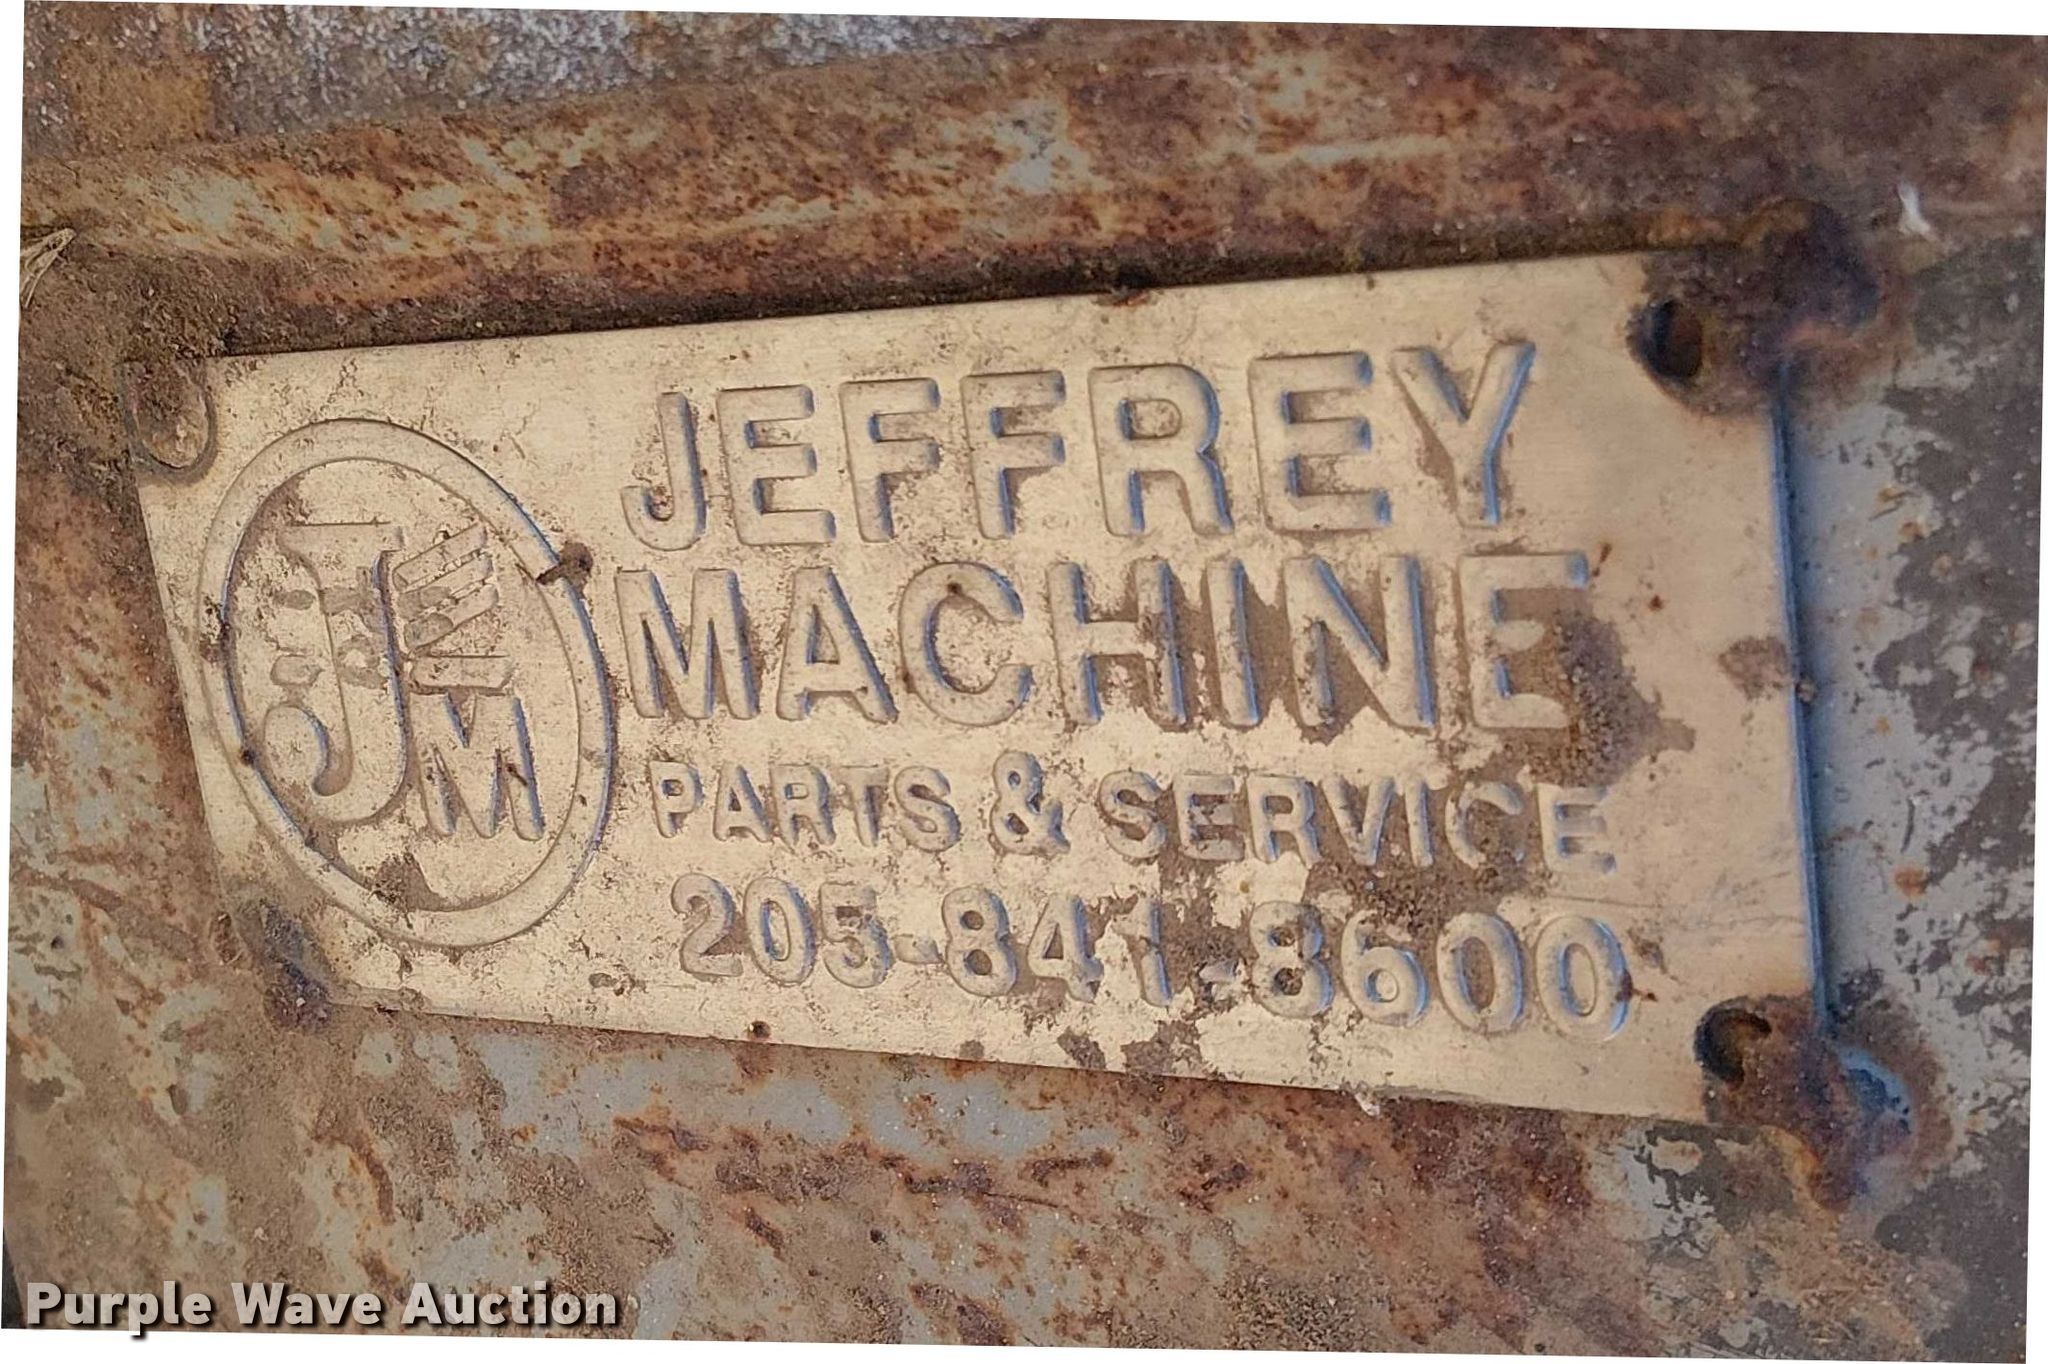 JEFFREY
MACHINE
JM
PARTS & SERVICE
205-841-8600
Purple Wave Auction